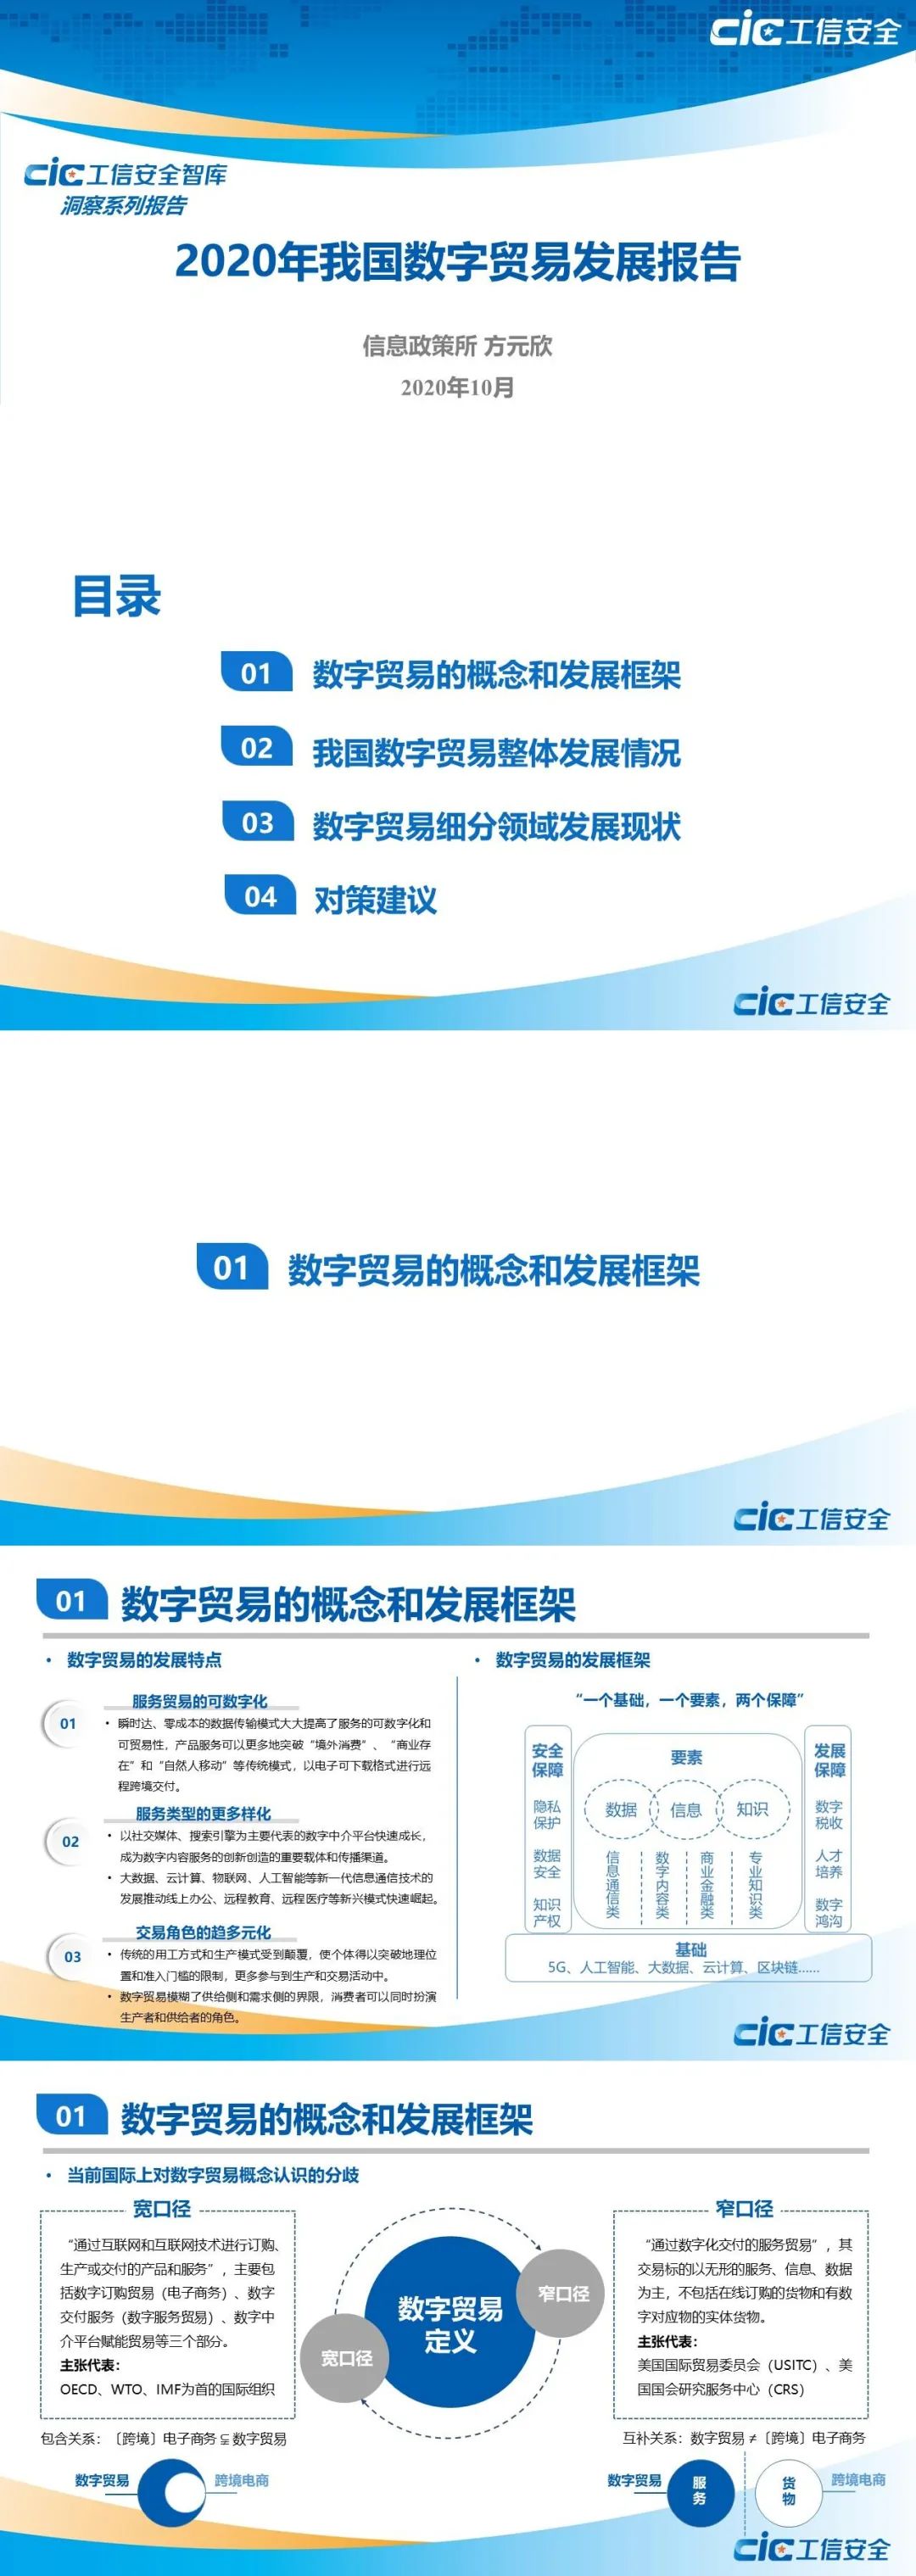 CIC工信安全
CIC工信安全智库
洞察系列报告
2020年我国数字贸易发展报告
信息政策所 方元欣
2020年10月
目录
01 数字贸易的概念和发展框架
02 我国数字贸易整体发展情况
03 数字贸易细分领域发展现状
04 对策建议
CIC工信安全
01 数字贸易的概念和发展框架
CIC工信安全
01 数字贸易的概念和发展框架
• 数字贸易的发展特点
01
服务贸易的可数字化
• 瞬时达、零成本的数据传输模式大大提高了服务的可数字化和
可贸易性，产品服务可以更多地突破“境外消费”、“商业存
在”和“自然人移动”等传统模式，以电子可下载格式进行远
程跨境交付。
02
服务类型的更多样化
• 以社交媒体、搜索引擎为主要代表的数字中介平台快速成长，
成为数字内容服务的创新创造的重要载体和传播渠道。
• 大数据、云计算、物联网、人工智能等新一代信息通信技术的
发展推动线上办公、远程教育、远程医疗等新兴模式快速崛起。
03
交易角色的趋多元化
• 传统的用工方式和生产模式受到颠覆，使个体得以突破地理位
置和准入门槛的限制，更多参与到生产和交易活动中。
• 数字贸易模糊了供给侧和需求侧的界限，消费者可以同时扮演
生产者和供给者的角色。
• 数字贸易的发展框架
“一个基础，一个要素，两个保障”
安全
保障
隐私
保护
数据
安全
知识
产权
要素
数据 信息 知识
信息通信类
数字内容类
商业金融类
专业知识类
发展
保障
数字
税收
人才
培养
数字
鸿沟
基础
5G、人工智能、大数据、云计算、区块链……
CIC工信安全
01 数字贸易的概念和发展框架
• 当前国际上对数字贸易概念认识的分歧
宽口径
“通过互联网和互联网技术进行订购、
生产或交付的产品和服务”，主要包
括数字订购贸易（电子商务）、数字
交付服务（数字服务贸易）、数字中
介平台赋能贸易等三个部分。
主张代表：
OECD、WTO、IMF为首的国际组织
包含关系：〔跨境〕电子商务 ⊆ 数字贸易
数字贸易 跨境电商
数字贸易
定义
宽口径
窄口径
窄口径
“通过数字化交付的服务贸易”，其
交易标的以无形的服务、信息、数据
为主，不包括在线订购的货物和有数
字对应物的实体货物。
主张代表：
美国国际贸易委员会（USITC）、美
国国会研究服务中心（CRS）
互补关系：数字贸易 ≠〔跨境〕电子商务
数字贸易 服务 货物 跨境电商
CIC工信安全